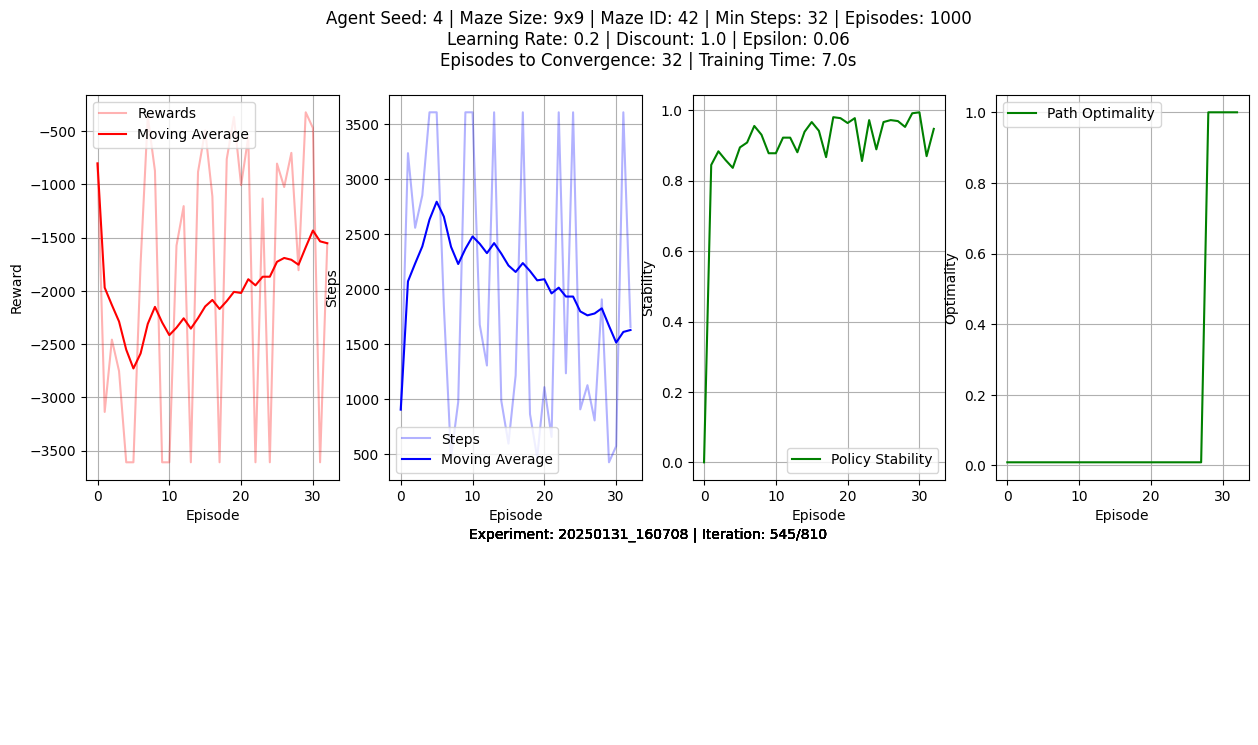 Agent Seed: 4 | Maze Size: 9x9 | Maze ID: 42 | Min Steps: 32 | Episodes: 1000
Learning Rate: 0.2 | Discount: 1.0 | Epsilon: 0.06
Episodes to Convergence: 32 | Training Time: 7.0s
Reward
−500
−1000
−1500
−2000
−2500
−3000
−3500
Rewards
Moving Average
0 10 20 30
Episode
Steps
3500
3000
2500
2000
1500
1000
500
Steps
Moving Average
0 10 20 30
Episode
Stability
1.0
0.8
0.6
0.4
0.2
0.0
Policy Stability
0 10 20 30
Episode
Optimality
1.0
0.8
0.6
0.4
0.2
0.0
Path Optimality
0 10 20 30
Episode
Experiment: 20250131_160708 | Iteration: 545/810